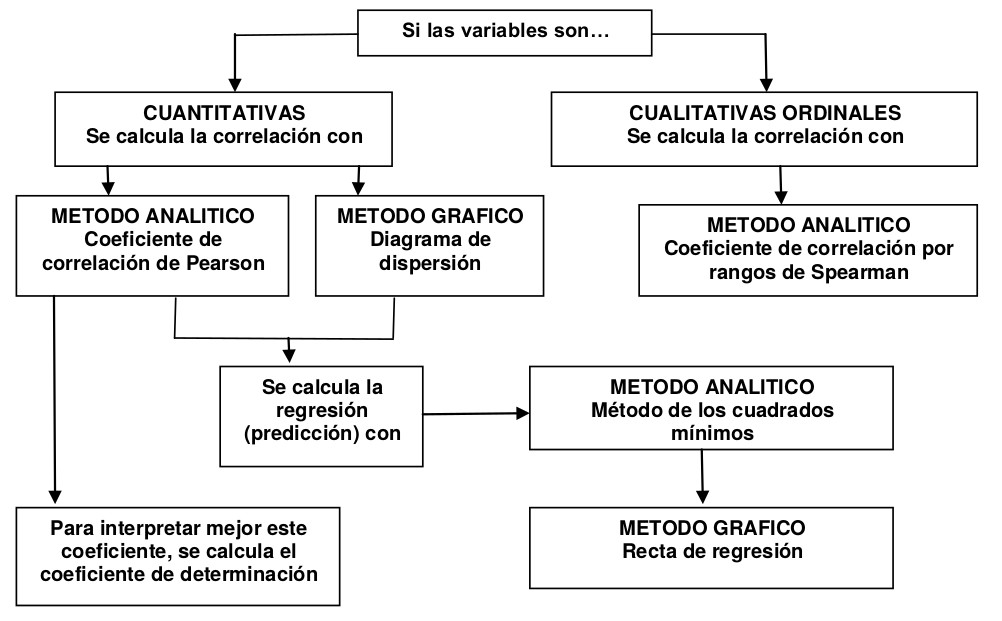 Si las variables son…
CUANTITATIVAS
Se calcula la correlación con
CUALITATIVAS ORDINALES
Se calcula la correlación con
METODO ANALITICO
Coeficiente de
correlación de Pearson
METODO GRAFICO
Diagrama de
dispersión
METODO ANALITICO
Coeficiente de correlación por
rangos de Spearman
Se calcula la
regresión
(predicción) con
METODO ANALITICO
Método de los cuadrados
mínimos
Para interpretar mejor este
coeficiente, se calcula el
coeficiente de determinación
METODO GRAFICO
Recta de regresión